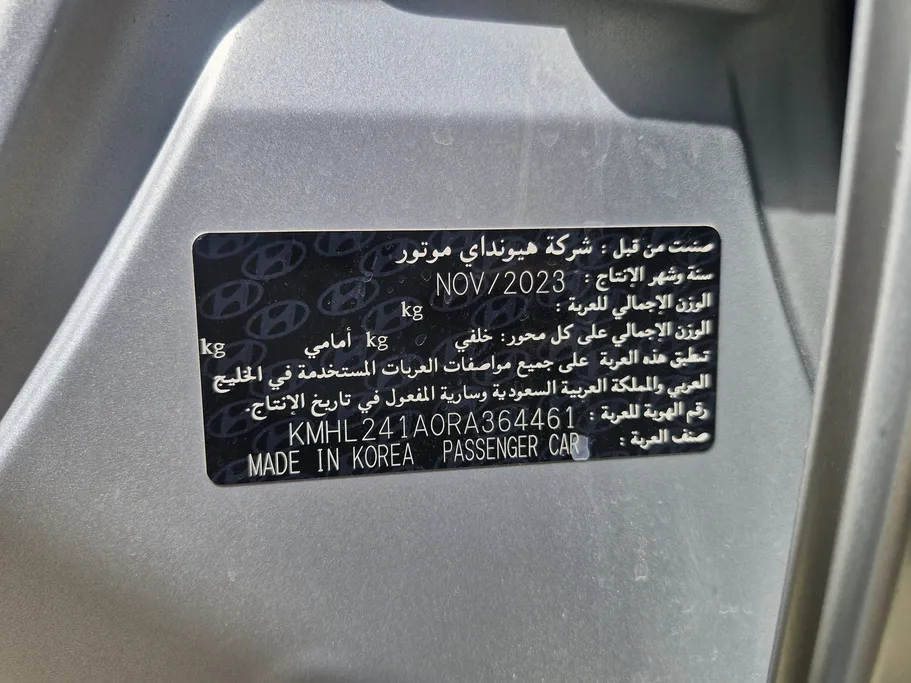 صنعت من قبل : شركة هيونداي موتور
سنة وشهر الإنتاج : NOV/2023
الوزن الإجمالي للعربة : kg
الوزن الإجمالي على كل محور: خلفي kg أمامي kg
تطبق هذه العربة على جميع مواصفات العربات المستخدمة في الخليج
العربي والمملكة العربية السعودية وسارية المفعول في تاريخ الإنتاج.
رقم الهوية للعربة : KMHL241A0RA364461
صنف العربة : PASSENGER CAR
MADE IN KOREA